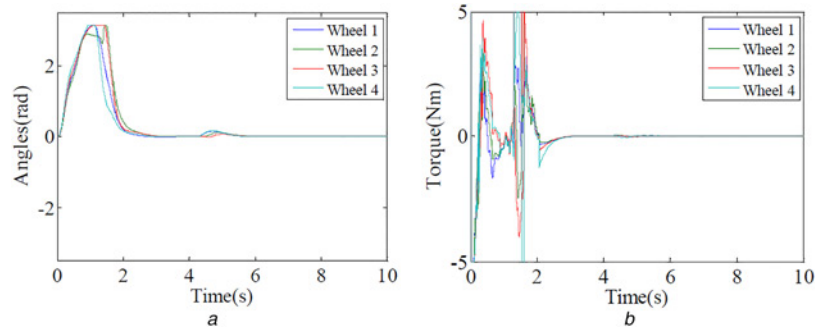 Angles(rad)
2
0
-2
0
2
4
6
8
10
Time(s)
Wheel 1
Wheel 2
Wheel 3
Wheel 4
a
Torque(Nm)
5
0
-5
0
2
4
6
8
10
Time(s)
Wheel 1
Wheel 2
Wheel 3
Wheel 4
b